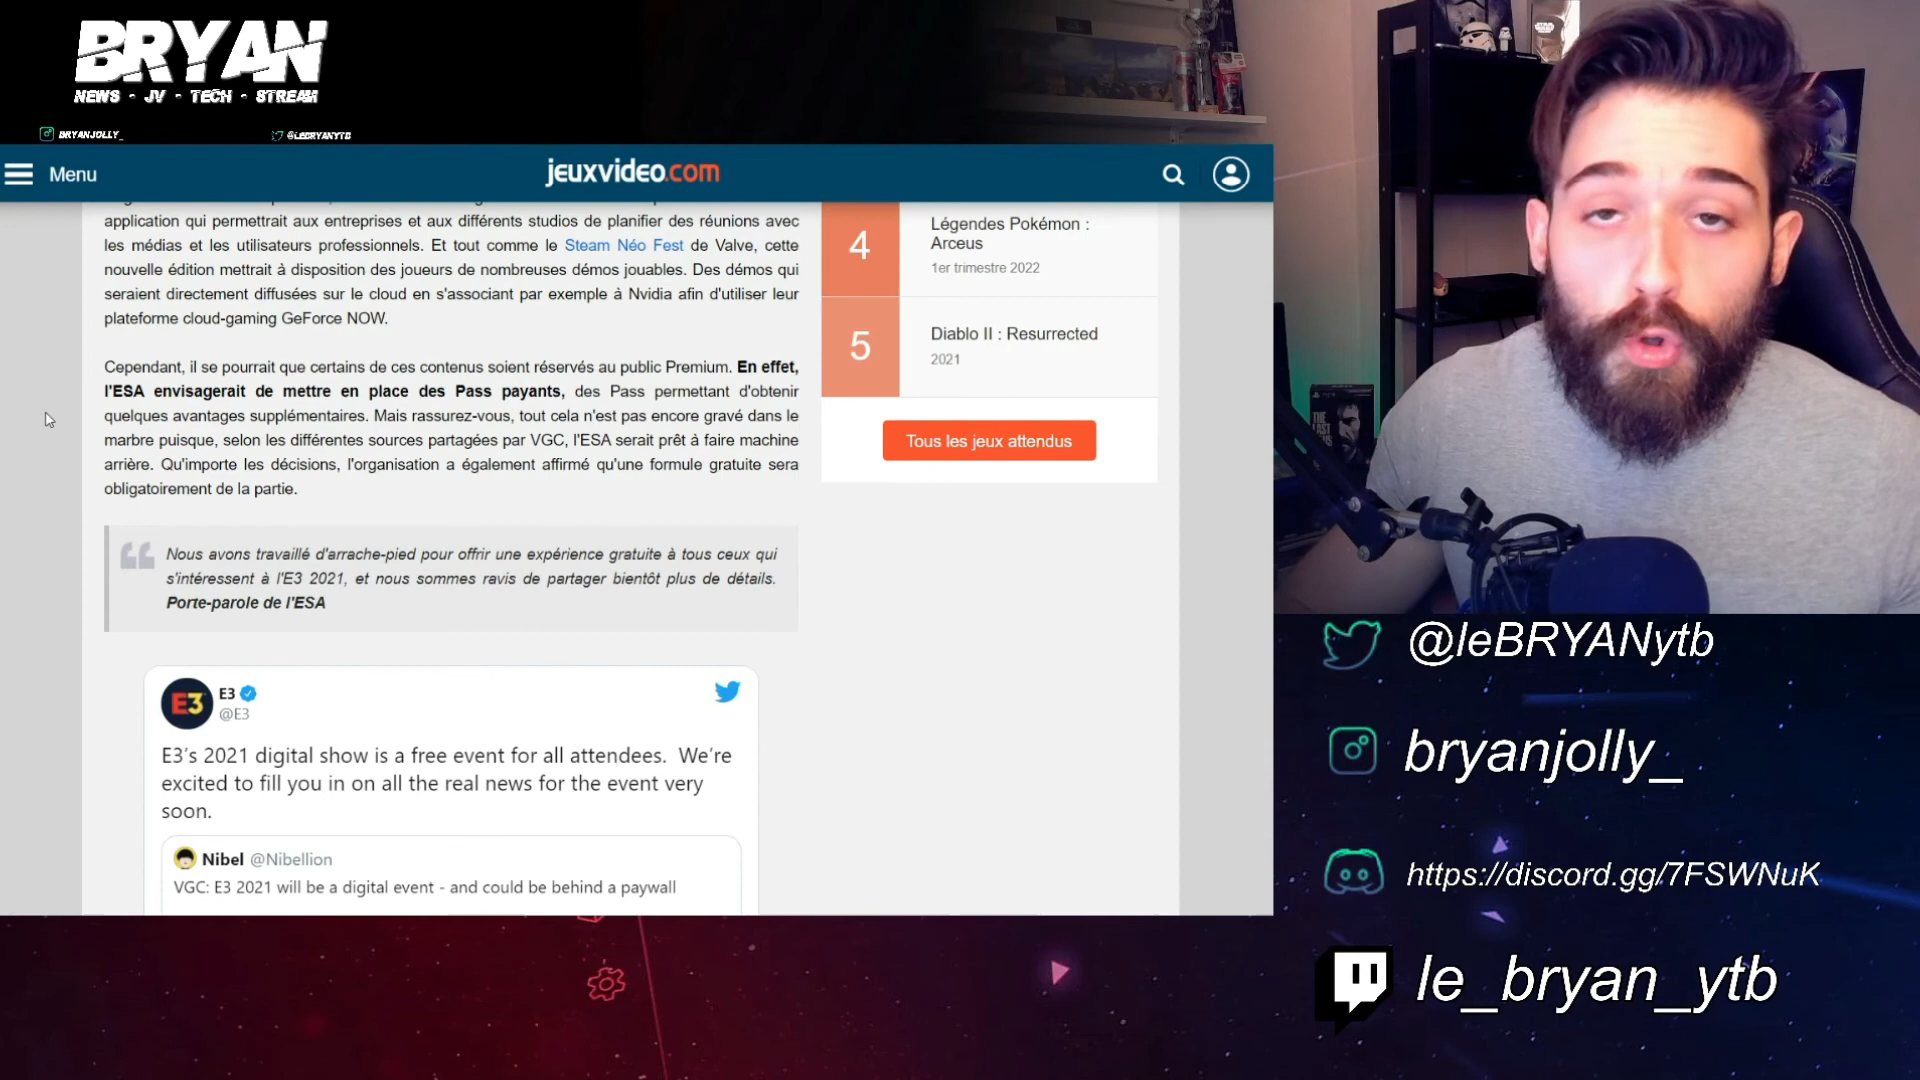 BRYAN
NEWS - JV - TECH - STREAM
BRYANJOLLY_
@LEBRYANYTB
Menu
jeuxvideo.com
application qui permettrait aux entreprises et aux différents studios de planifier des réunions avec
les médias et les utilisateurs professionnels. Et tout comme le Steam Néo Fest de Valve, cette
nouvelle édition mettrait à disposition des joueurs de nombreuses démos jouables. Des démos qui
seraient directement diffusées sur le cloud en s'associant par exemple à Nvidia afin d'utiliser leur
plateforme cloud-gaming GeForce NOW.
Cependant, il se pourrait que certains de ces contenus soient réservés au public Premium. En effet,
l'ESA envisagerait de mettre en place des Pass payants, des Pass permettant d'obtenir
quelques avantages supplémentaires. Mais rassurez-vous, tout cela n'est pas encore gravé dans le
marbre puisque, selon les différentes sources partagées par VGC, l'ESA serait prêt à faire machine
arrière. Qu'importe les décisions, l'organisation a également affirmé qu'une formule gratuite sera
obligatoirement de la partie.
Nous avons travaillé d'arrache-pied pour offrir une expérience gratuite à tous ceux qui
s'intéressent à l'E3 2021, et nous sommes ravis de partager bientôt plus de détails.
Porte-parole de l'ESA
E3
E3
@E3
E3's 2021 digital show is a free event for all attendees. We're
excited to fill you in on all the real news for the event very
soon.
Nibel @Nibellion
VGC: E3 2021 will be a digital event - and could be behind a paywall
4
Légendes Pokémon :
Arceus
1er trimestre 2022
5
Diablo II : Resurrected
2021
Tous les jeux attendus
THE LAST
@leBRYANytb
bryanjolly_
https://discord.gg/7FSWNuK
le_bryan_ytb